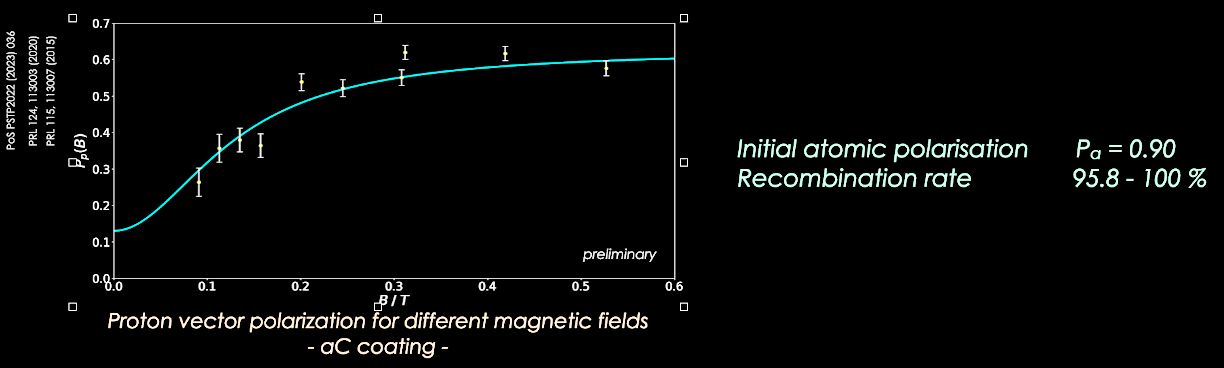 PoS PSTP2022 (2023) 036
PRL 124, 113003 (2020)
PRL 115, 113007 (2015)
Pp(B)
0.7
0.6
0.5
0.4
0.3
0.2
0.1
0.0
preliminary
0.0 0.1 0.2 0.3 0.4 0.5 0.6
B / T
Proton vector polarization for different magnetic fields
- aC coating -
Initial atomic polarisation Pa = 0.90
Recombination rate 95.8 - 100 %